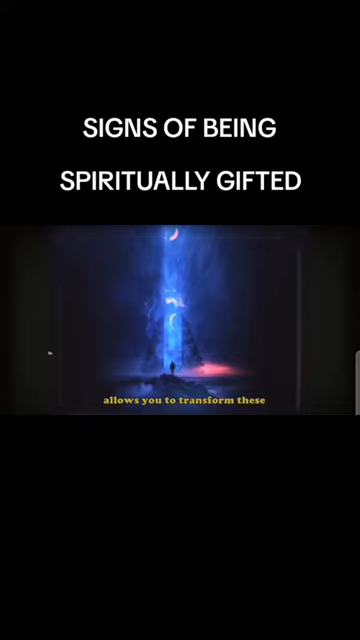 SIGNS OF BEING
SPIRITUALLY GIFTED
allows you to transform these